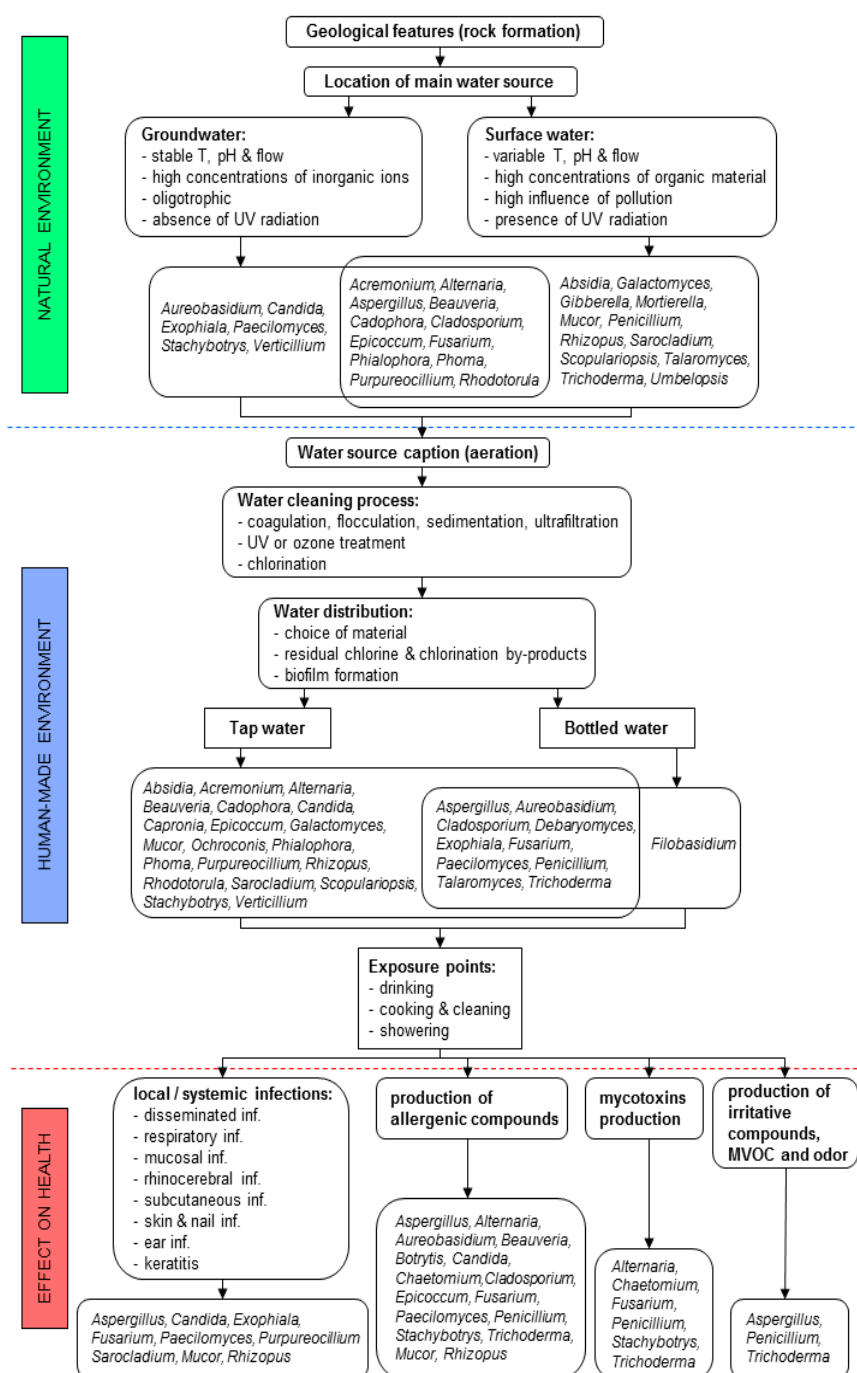 NATURAL ENVIRONMENT
Geological features (rock formation)
Location of main water source
Groundwater:
- stable T, pH & flow
- high concentrations of inorganic ions
- oligotrophic
- absence of UV radiation
Surface water:
- variable T, pH & flow
- high concentrations of organic material
- high influence of pollution
- presence of UV radiation
Aureobasidium, Candida,
Exophiala, Paecilomyces,
Stachybotrys, Verticillium
Acremonium, Alternaria,
Aspergillus, Beauveria,
Cadophora, Cladosporium,
Epicoccum, Fusarium,
Phialophora, Phoma,
Purpureocillium, Rhodotorula
Absidia, Galactomyces,
Gibberella, Mortierella,
Mucor, Penicillium,
Rhizopus, Sarocladium,
Scopulariopsis, Talaromyces,
Trichoderma, Umbelopsis
HUMAN-MADE ENVIRONMENT
Water source caption (aeration)
Water cleaning process:
- coagulation, flocculation, sedimentation, ultrafiltration
- UV or ozone treatment
- chlorination
Water distribution:
- choice of material
- residual chlorine & chlorination by-products
- biofilm formation
Tap water
Bottled water
Absidia, Acremonium, Alternaria,
Beauveria, Cadophora, Candida,
Capronia, Epicoccum, Galactomyces,
Mucor, Ochroconis, Phialophora,
Phoma, Purpureocillium, Rhizopus,
Rhodotorula, Sarocladium, Scopulariopsis,
Stachybotrys, Verticillium
Aspergillus, Aureobasidium,
Cladosporium, Debaryomyces,
Exophiala, Fusarium,
Paecilomyces, Penicillium,
Talaromyces, Trichoderma
Filobasidium
Exposure points:
- drinking
- cooking & cleaning
- showering
EFFECT ON HEALTH
local / systemic infections:
- disseminated inf.
- respiratory inf.
- mucosal inf.
- rhinocerebral inf.
- subcutaneous inf.
- skin & nail inf.
- ear inf.
- keratitis
production of
allergenic compounds
mycotoxins
production
production of
irritative
compounds,
MVOC and odor
Aspergillus, Candida, Exophiala,
Fusarium, Paecilomyces, Purpureocillium
Sarocladium, Mucor, Rhizopus
Aspergillus, Alternaria,
Aureobasidium, Beauveria,
Botrytis, Candida,
Chaetomium,Cladosporium,
Epicoccum, Fusarium,
Paecilomyces, Penicillium,
Stachybotrys, Trichoderma,
Mucor, Rhizopus
Alternaria,
Chaetomium,
Fusarium,
Penicillium,
Stachybotrys,
Trichoderma
Aspergillus,
Penicillium,
Trichoderma